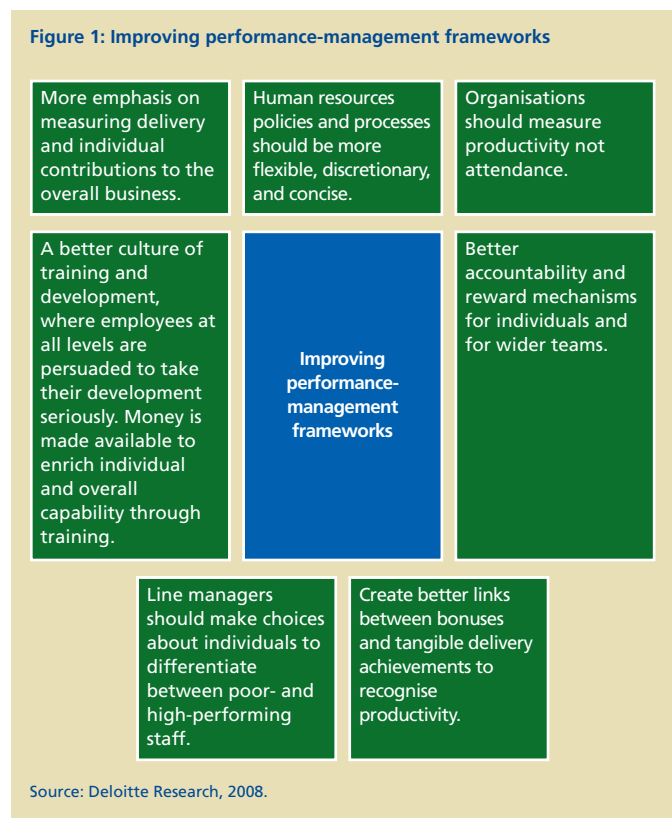 Figure 1: Improving performance-management frameworks
More emphasis on
measuring delivery
and individual
contributions to the
overall business.
Human resources
policies and processes
should be more
flexible, discretionary,
and concise.
Organisations
should measure
productivity not
attendance.
A better culture of
training and
development,
where employees at
all levels are
persuaded to take
their development
seriously. Money is
made available to
enrich individual
and overall
capability through
training.
Improving
performance-
management
frameworks
Better
accountability and
reward mechanisms
for individuals and
for wider teams.
Line managers
should make choices
about individuals to
differentiate
between poor- and
high-performing
staff.
Create better links
between bonuses
and tangible delivery
achievements to
recognise
productivity.
Source: Deloitte Research, 2008.